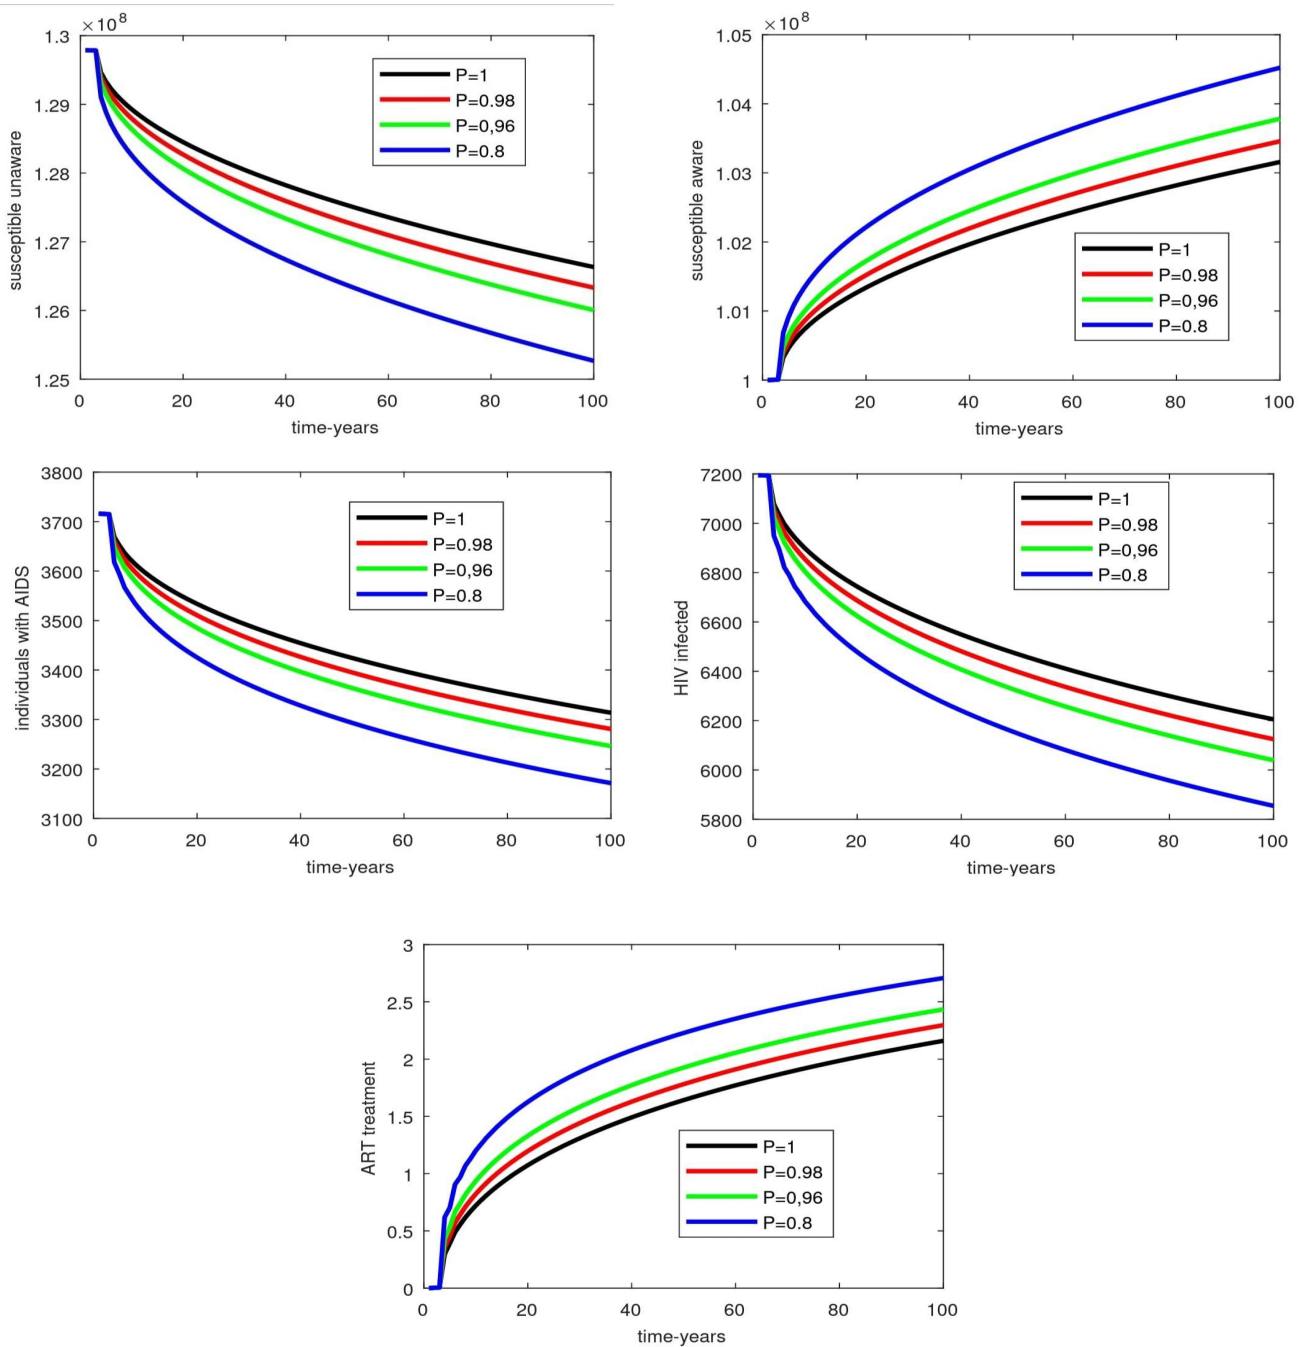 ×10^8
1.3
1.29
1.28
1.27
1.26
1.25
susceptible unaware
P=1
P=0.98
P=0,96
P=0.8
0 20 40 60 80 100
time-years
×10^8
1.05
1.04
1.03
1.02
1.01
1
susceptible aware
P=1
P=0.98
P=0,96
P=0.8
0 20 40 60 80 100
time-years
3800
3700
3600
3500
3400
3300
3200
3100
individuals with AIDS
P=1
P=0.98
P=0,96
P=0.8
0 20 40 60 80 100
time-years
7200
7000
6800
6600
6400
6200
6000
5800
HIV infected
P=1
P=0.98
P=0,96
P=0.8
0 20 40 60 80 100
time-years
3
2.5
2
1.5
1
0.5
0
ART treatment
P=1
P=0.98
P=0,96
P=0.8
0 20 40 60 80 100
time-years